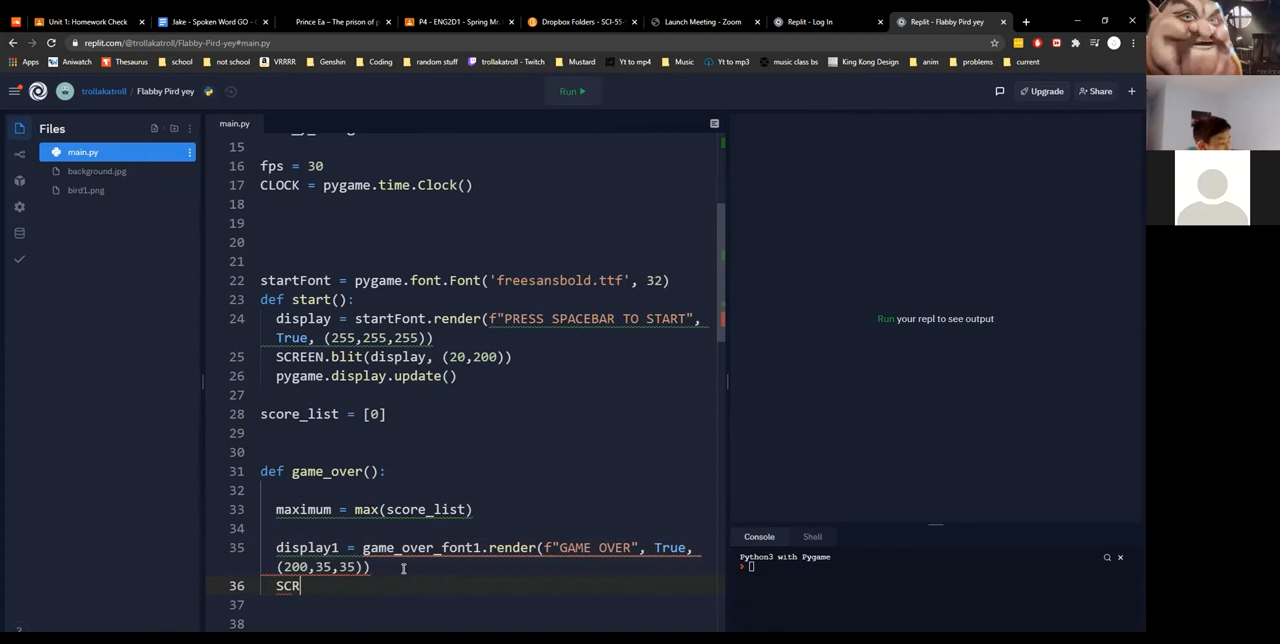 Unit 1: Homework Check
Jake - Spoken Word GO
Prince Ea - The prison of
P4 - ENG2D1 - Spring Mr.
Dropbox Folders - SCI-55-
Launch Meeting - Zoom
Replit - Log In
Replit - Flabby Pird yey
replit.com/@trollakatroll/Flabby-Pird-yey#main.py
Apps Aniwatch Thesaurus school not school VRRRR Genshin Coding random stuff twitch.tv/mustardt - Twitch Mustard Yt to mp4 Music Yt to mp3 music class bs King Kong Design anim problems current
trollakatroll / Flabby Pird yey
Run
Upgrade
Share
Files
main.py
background.jpg
bird1.png
main.py
15
16 fps = 30
17 CLOCK = pygame.time.Clock()
18
19
20
21
22 startFont = pygame.font.Font('freesansbold.ttf', 32)
23 def start():
24 display = startFont.render(f"PRESS SPACEBAR TO START",
True, (255,255,255))
25 SCREEN.blit(display, (20,200))
26 pygame.display.update()
27
28 score_list = [0]
29
30
31 def game_over():
32
33 maximum = max(score_list)
34
35 display1 = game_over_font1.render(f"GAME OVER", True,
(200,35,35))
36 SCR
37
38
Run your repl to see output
Console Shell
Python3 with Pygame